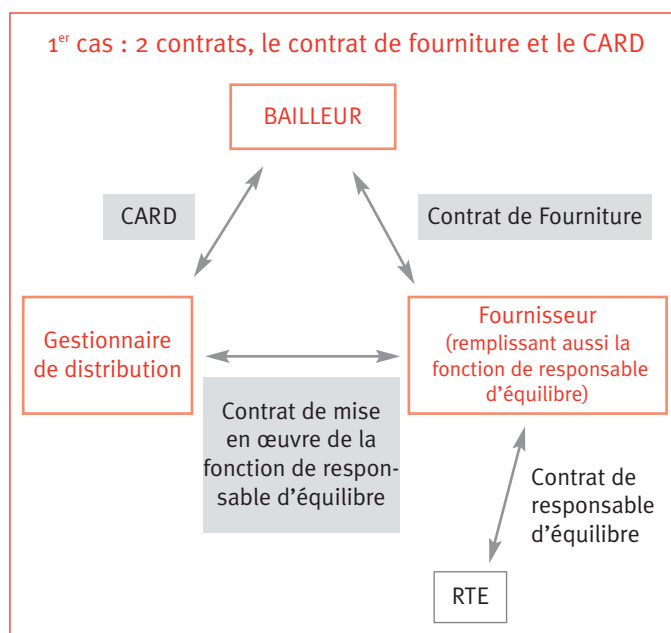 1er cas : 2 contrats, le contrat de fourniture et le CARD
BAILLEUR
CARD
Contrat de Fourniture
Gestionnaire
de distribution
Fournisseur
(remplissant aussi la
fonction de responsable
d'équilibre)
Contrat de mise
en œuvre de la
fonction de respon-
sable d'équilibre
Contrat de
responsable
d'équilibre
RTE